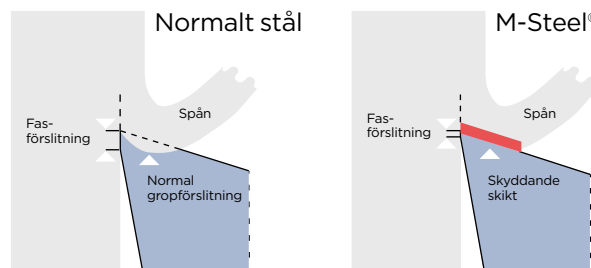 Normalt stål
Fas-
förslitning
Spån
Normal
gropförslitning
M-Steel®
Fas-
förslitning
Spån
Skyddande
skikt